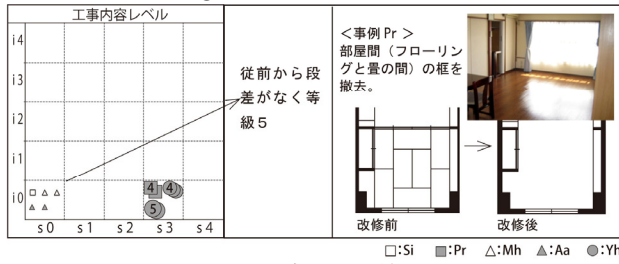 工事内容レベル
i4
i3
i2
i1
i0
4
4
5
s0
s1
s2
s3
s4
従前から段
差がなく等
級5
＜事例 Pr ＞
部屋間（フローリン
グと畳の間）の框を
撤去。
改修前
改修後
□:Si ■:Pr △:Mh ▲:Aa ●:Yh